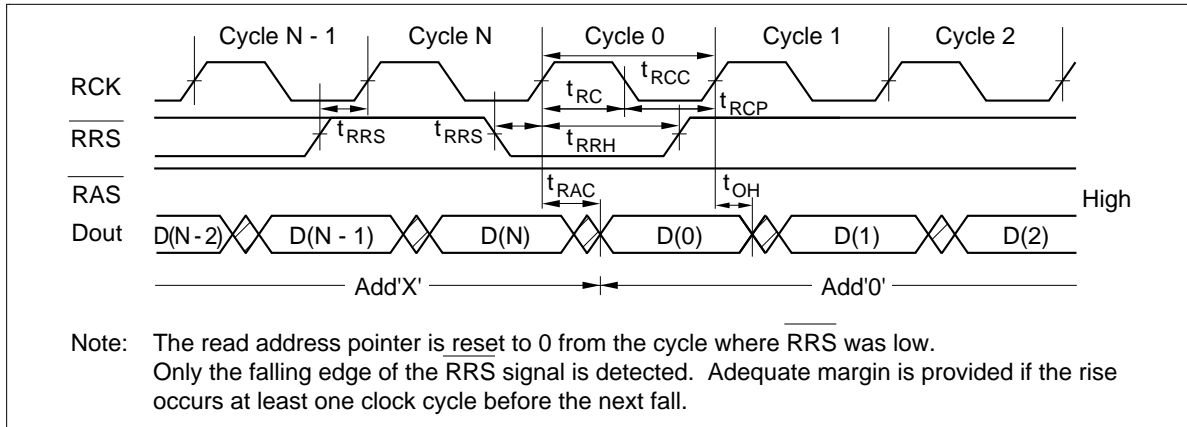 Cycle N - 1 Cycle N Cycle 0 Cycle 1 Cycle 2
RCK
tRCC
tRC
tRCP
RRS
tRRS tRRS tRRH
RAS
tRAC tOH
High
Dout D(N - 2) D(N - 1) D(N) D(0) D(1) D(2)
Add'X' Add'0'
Note: The read address pointer is reset to 0 from the cycle where RRS was low.
Only the falling edge of the RRS signal is detected. Adequate margin is provided if the rise
occurs at least one clock cycle before the next fall.